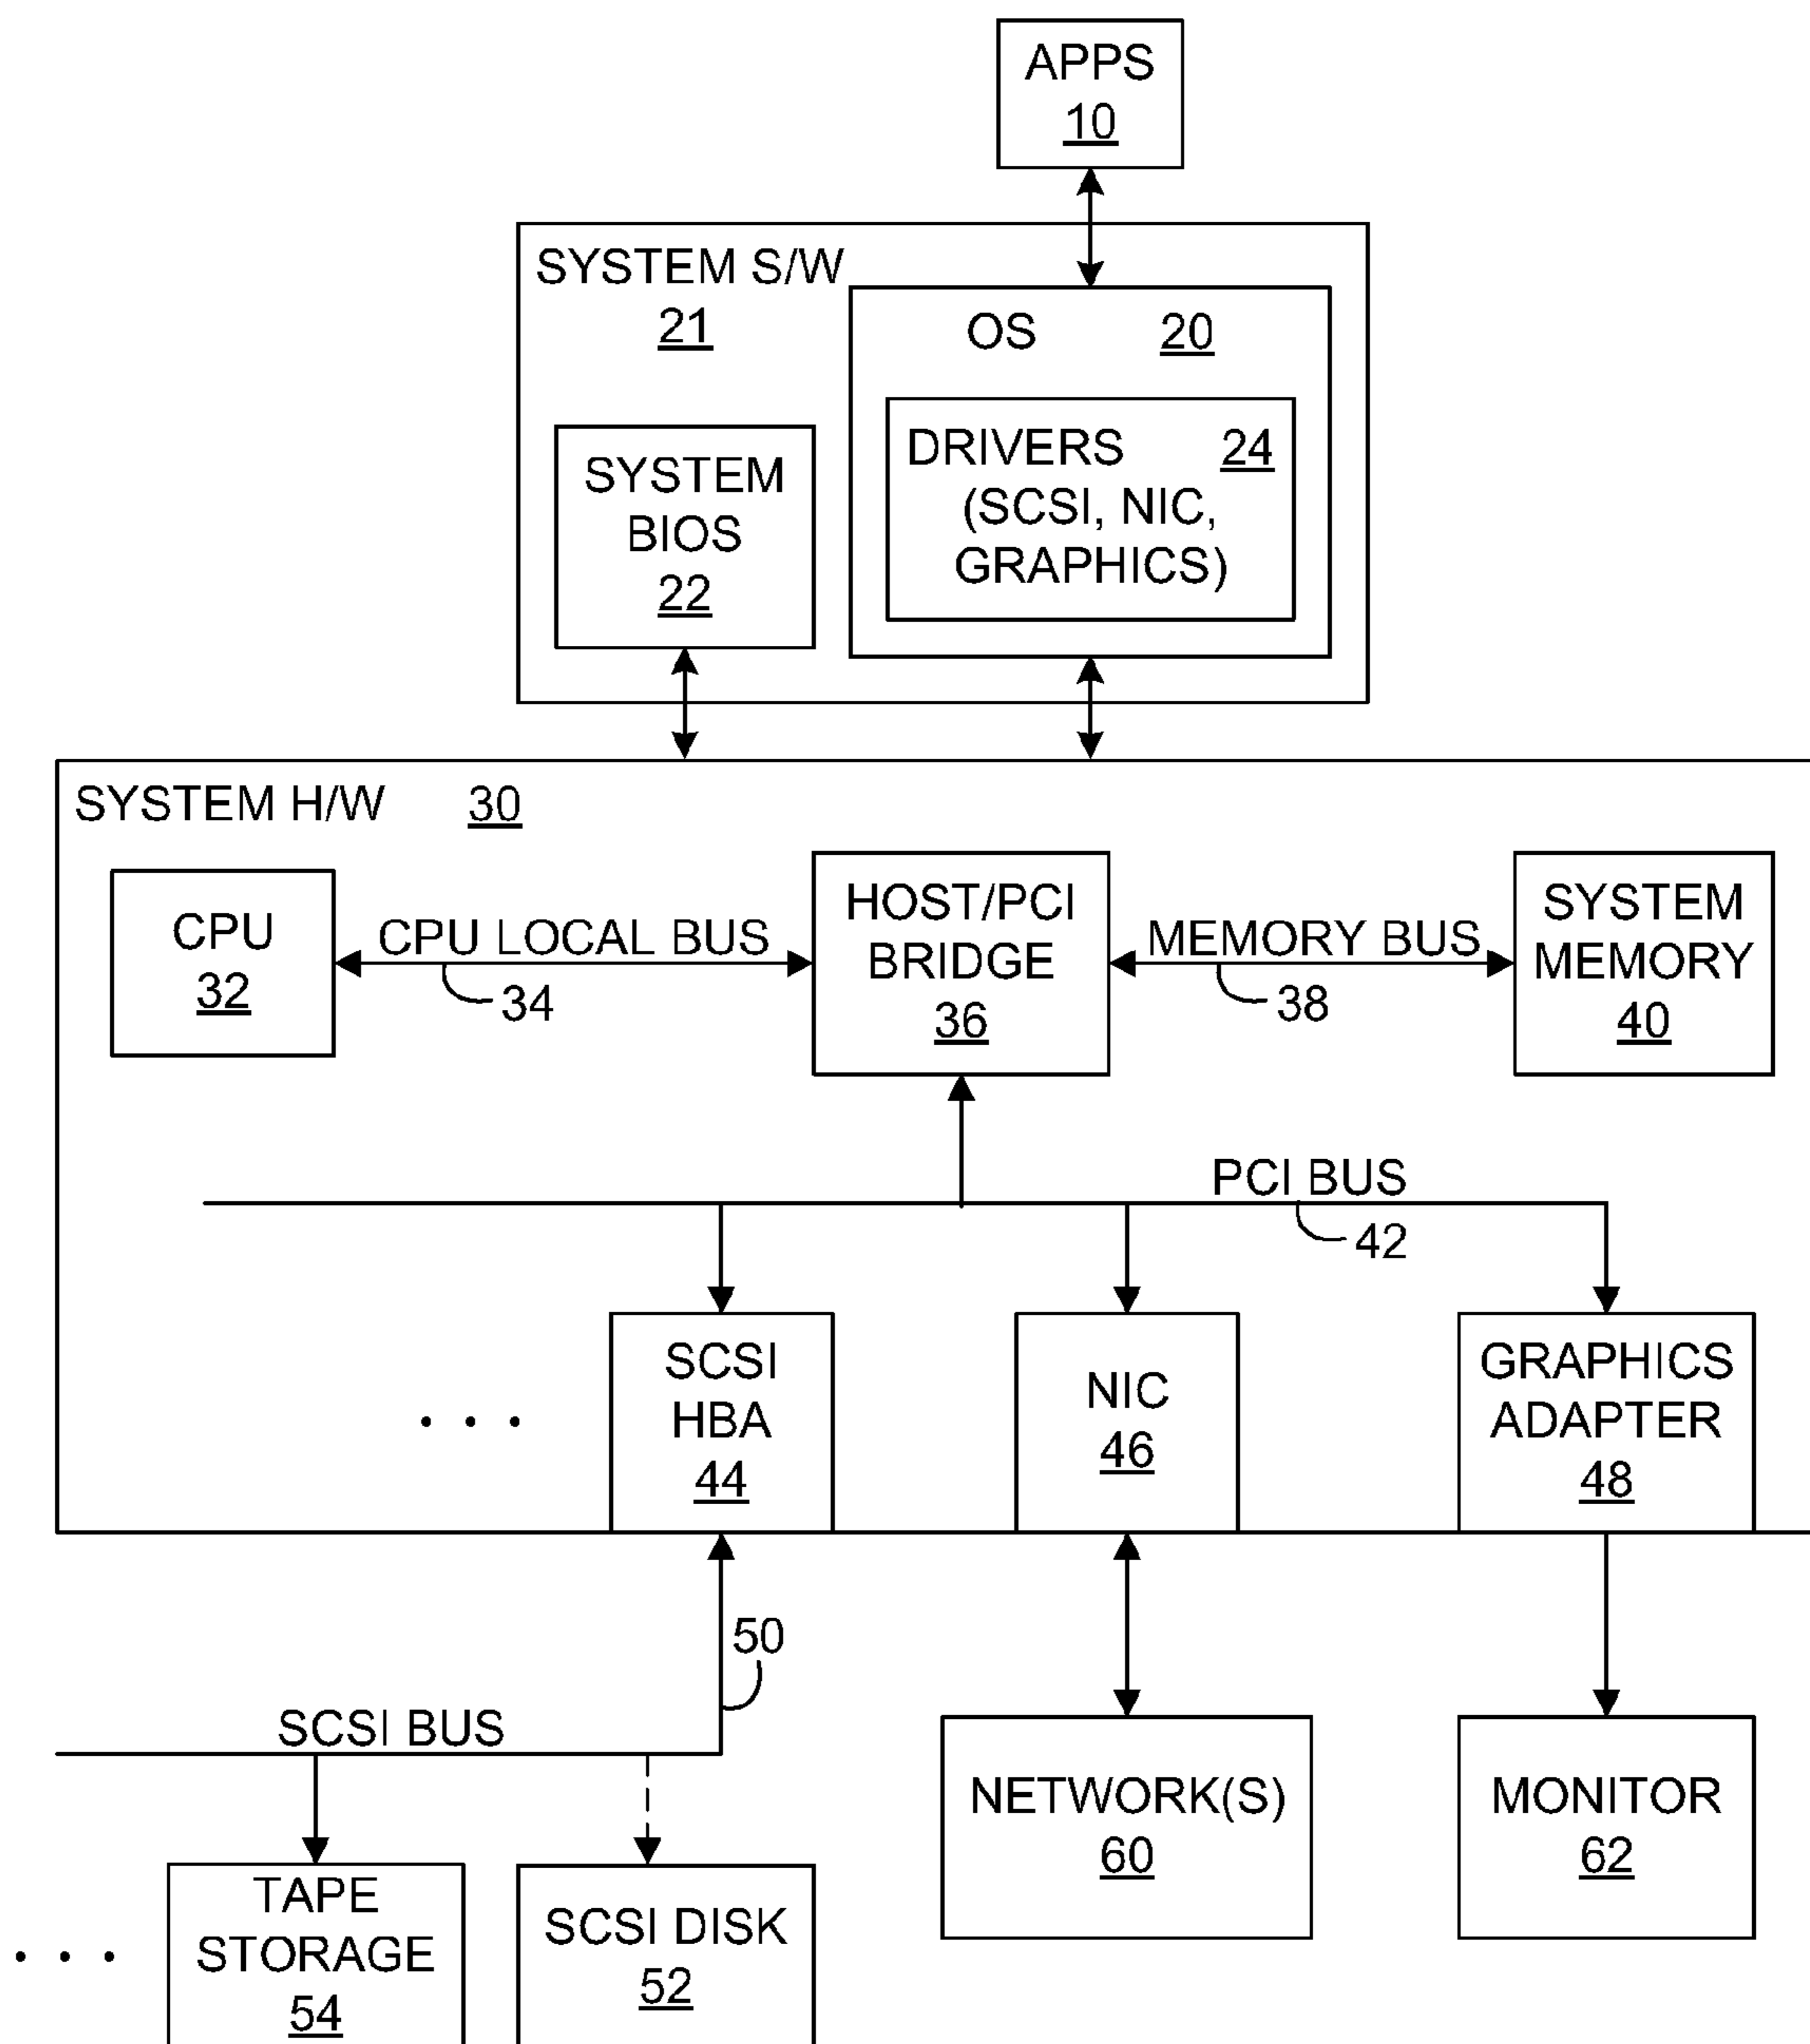 APPS
10
SYSTEM S/W
21
OS 20
DRIVERS 24
(SCSI, NIC,
GRAPHICS)
SYSTEM
BIOS
22
SYSTEM H/W 30
CPU
32
CPU LOCAL BUS
34
HOST/PCI
BRIDGE
36
MEMORY BUS
38
SYSTEM
MEMORY
40
PCI BUS
42
. . .
SCSI
HBA
44
NIC
46
GRAPHICS
ADAPTER
48
50
SCSI BUS
. . .
TAPE
STORAGE
54
SCSI DISK
52
NETWORK(S)
60
MONITOR
62